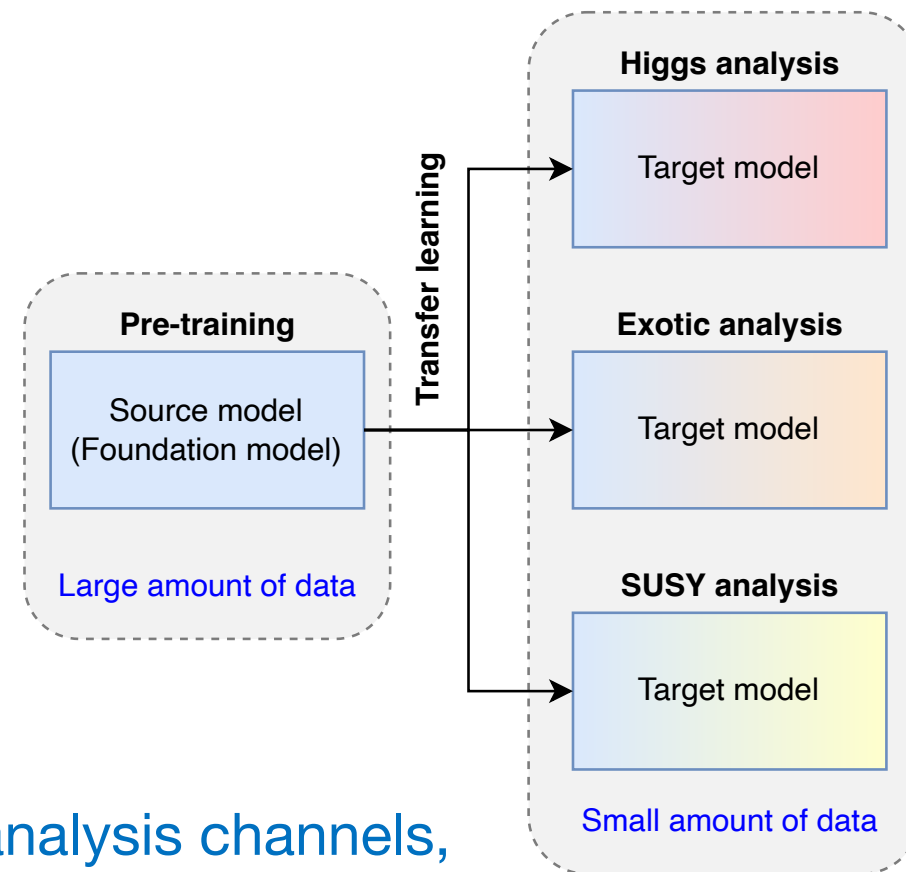 Pre-training
Source model
(Foundation model)
Large amount of data
Transfer learning
Higgs analysis
Target model
Exotic analysis
Target model
SUSY analysis
Target model
Small amount of data
analysis channels,